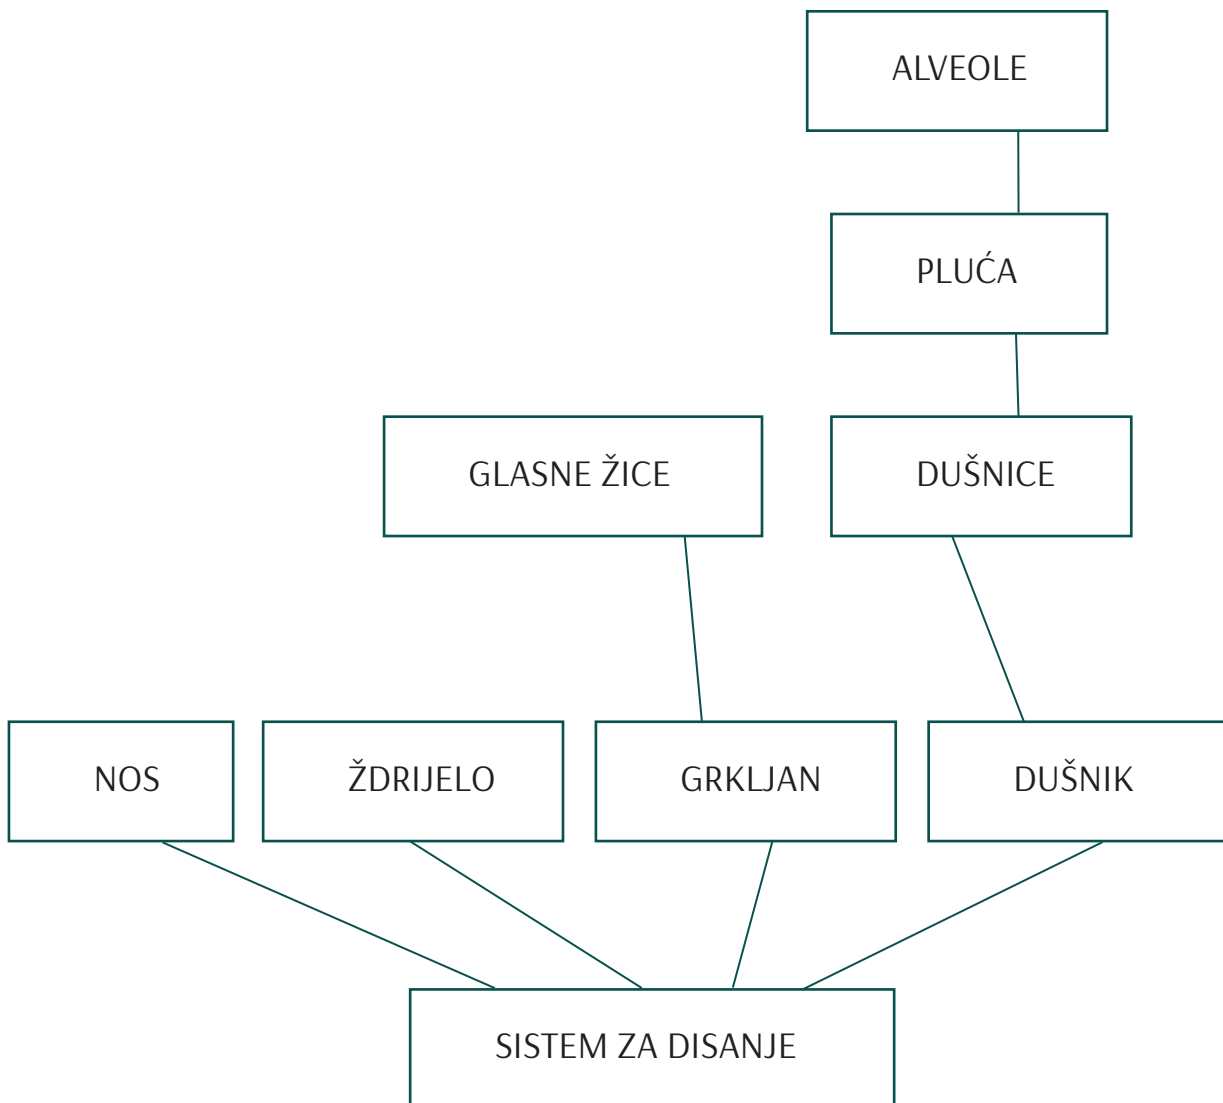 ALVEOLE
PLUĆA
GLASNE ŽICE
DUŠNICE
NOS
ŽDRIJELO
GRKLJAN
DUŠNIK
SISTEM ZA DISANJE